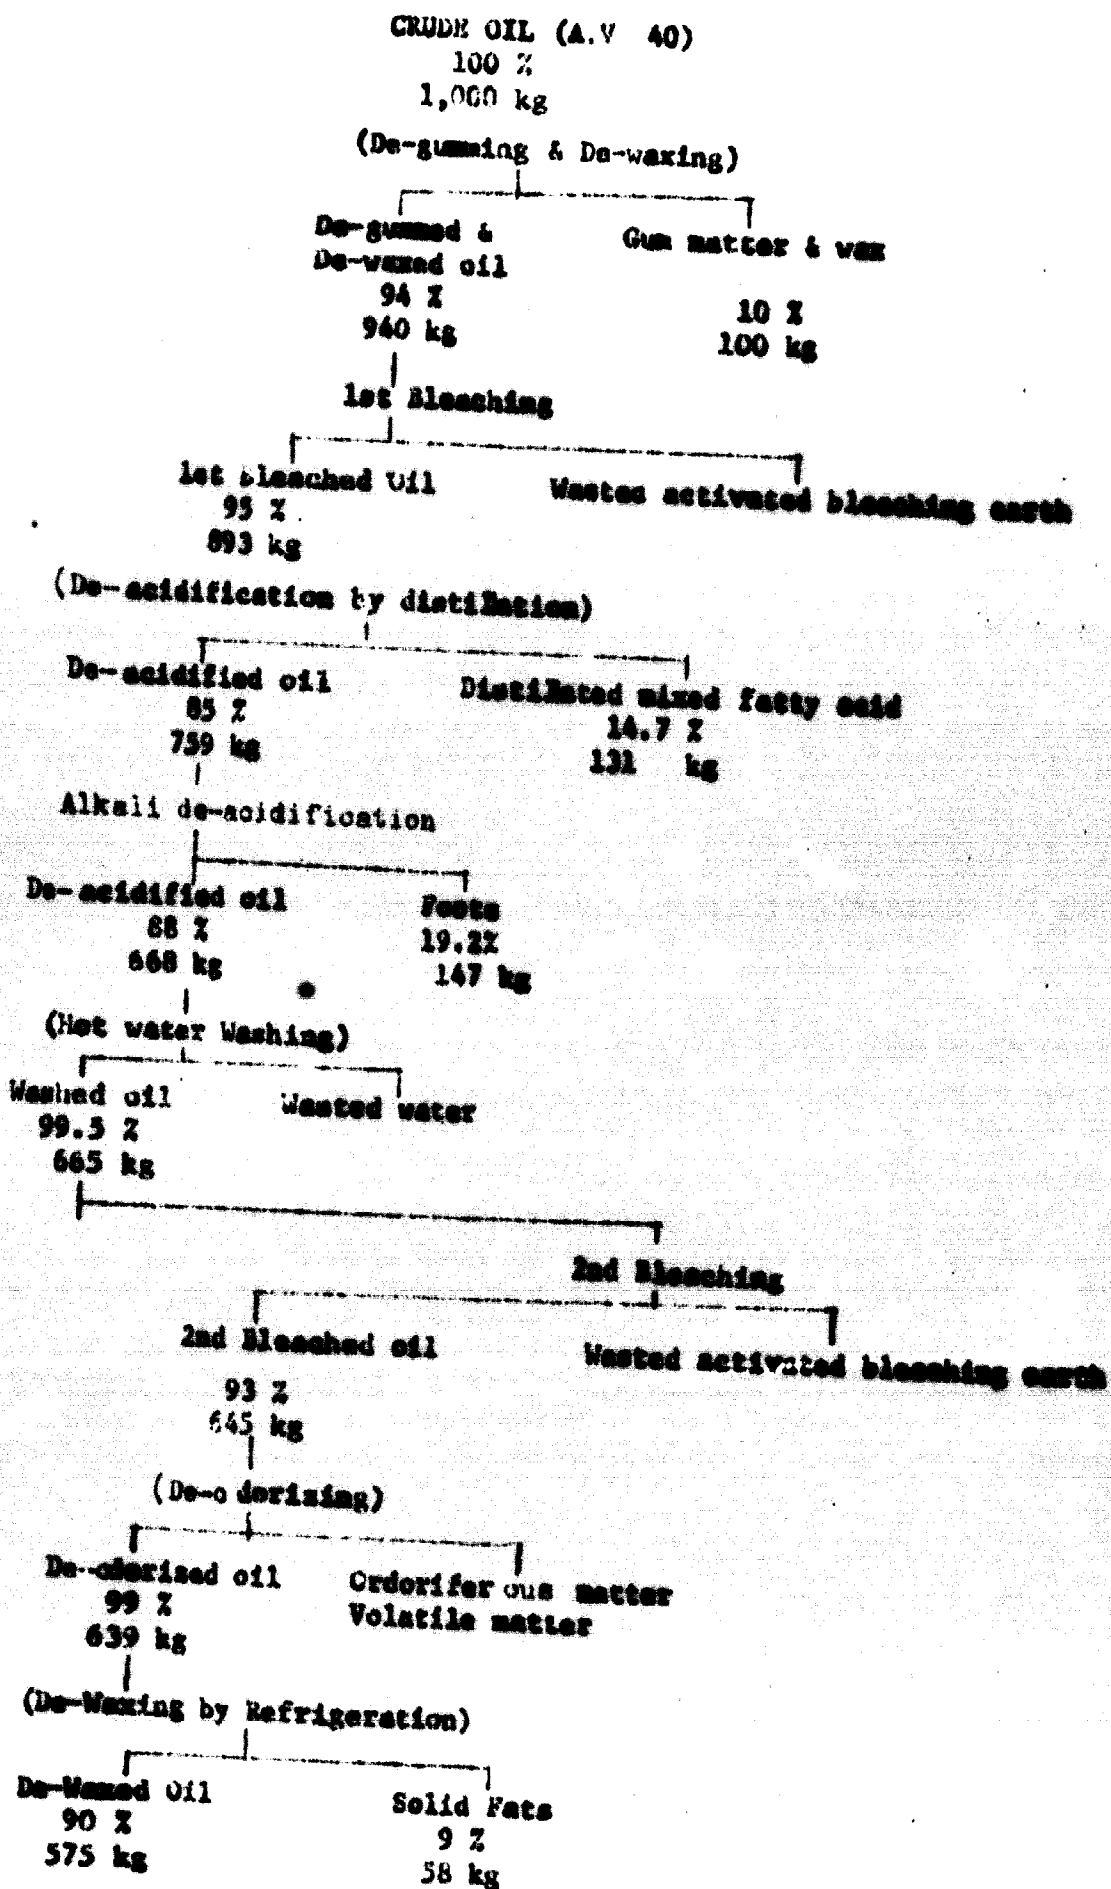 CRUDE OIL (A.V 40)
100 %
1,000 kg
(De-gumming & De-waxing)
De-gummed &
De-waxed oil
94 %
940 kg
Gum matter & wax
10 %
100 kg
1st Bleaching
1st Bleached Oil
95 %
893 kg
Wasted activated bleaching earth
(De-acidification by distillation)
De-acidified oil
85 %
759 kg
Distillated mixed fatty acid
14.7 %
131 kg
Alkali de-acidification
De-acidified oil
88 %
668 kg
Foots
19.2%
147 kg
(Hot water Washing)
Washed oil
99.5 %
665 kg
Wasted water
2nd Bleaching
2nd Bleached oil
93 %
645 kg
Wasted activated bleaching earth
(De-o dorizing)
De-odorized oil
99 %
639 kg
Ordoriferous matter
Volatile matter
(De-Waxing by Refrigeration)
De-Waxed Oil
90 %
575 kg
Solid Fats
9 %
58 kg